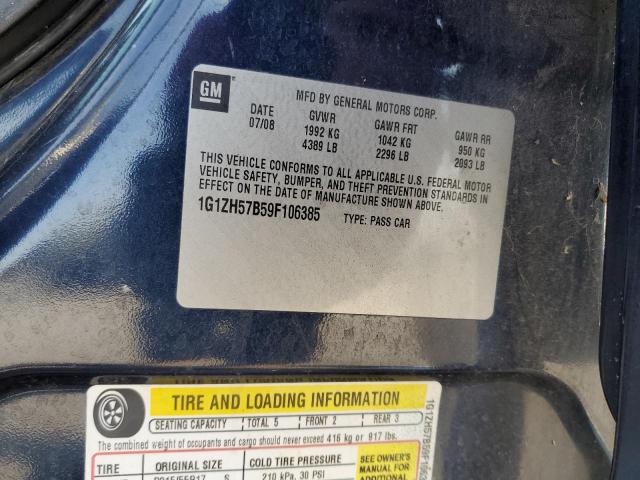 GM
MFD BY GENERAL MOTORS CORP.
DATE GVWR GAWR FRT GAWR RR
07/08 1992 KG 1042 KG 950 KG
4389 LB 2296 LB 2093 LB
THIS VEHICLE CONFORMS TO ALL APPLICABLE U.S. FEDERAL MOTOR
VEHICLE SAFETY, BUMPER, AND THEFT PREVENTION STANDARDS IN
EFFECT ON THE DATE OF MANUFACTURE SHOWN ABOVE.
1G1ZH57B59F106385 TYPE: PASS CAR
TIRE AND LOADING INFORMATION
SEATING CAPACITY TOTAL 5 FRONT 2 REAR 3
The combined weight of occupants and cargo should never exceed 416 kg or 917 lbs.
TIRE ORIGINAL SIZE COLD TIRE PRESSURE
S 210 kPa, 30 PSI
SEE OWNER'S
MANUAL FOR
ADDITIONAL
1G1ZH57B59F1063